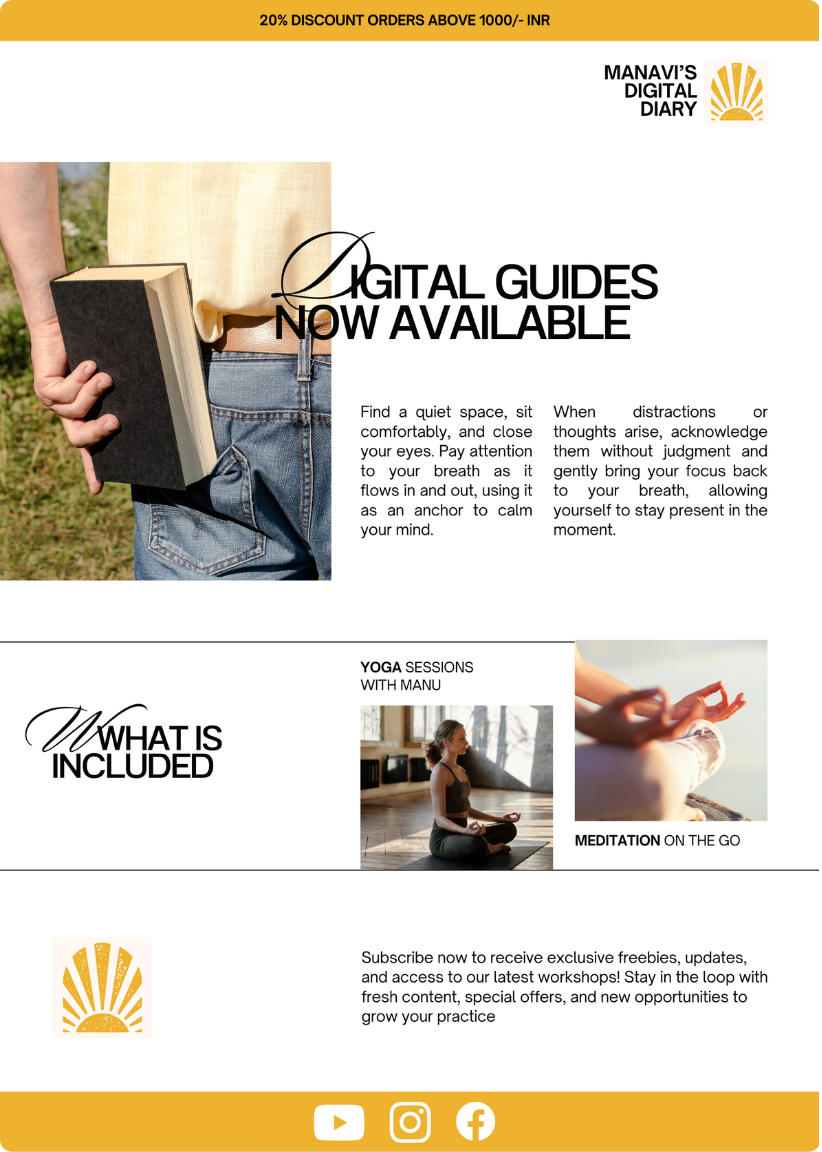 20% DISCOUNT ORDERS ABOVE 1000/- INR
MANAVI'S
DIGITAL
DIARY
DIGITAL GUIDES
NOW AVAILABLE
Find a quiet space, sit
comfortably, and close
your eyes. Pay attention
to your breath as it
flows in and out, using it
as an anchor to calm
your mind.
When distractions or
thoughts arise, acknowledge
them without judgment and
gently bring your focus back
to your breath, allowing
yourself to stay present in the
moment.
YOGA SESSIONS
WITH MANU
WWHAT IS
INCLUDED
MEDITATION ON THE GO
Subscribe now to receive exclusive freebies, updates,
and access to our latest workshops! Stay in the loop with
fresh content, special offers, and new opportunities to
grow your practice